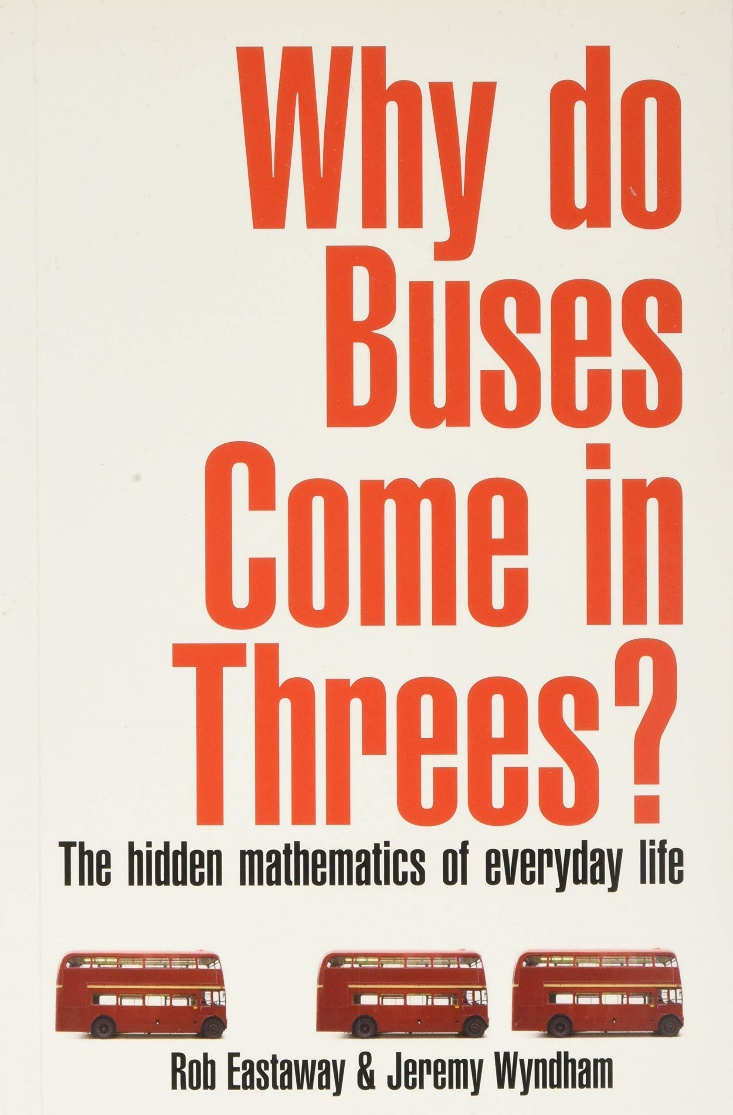 Why do
Buses
Come in
Threes?
The hidden mathematics of everyday life
Rob Eastaway & Jeremy Wyndham